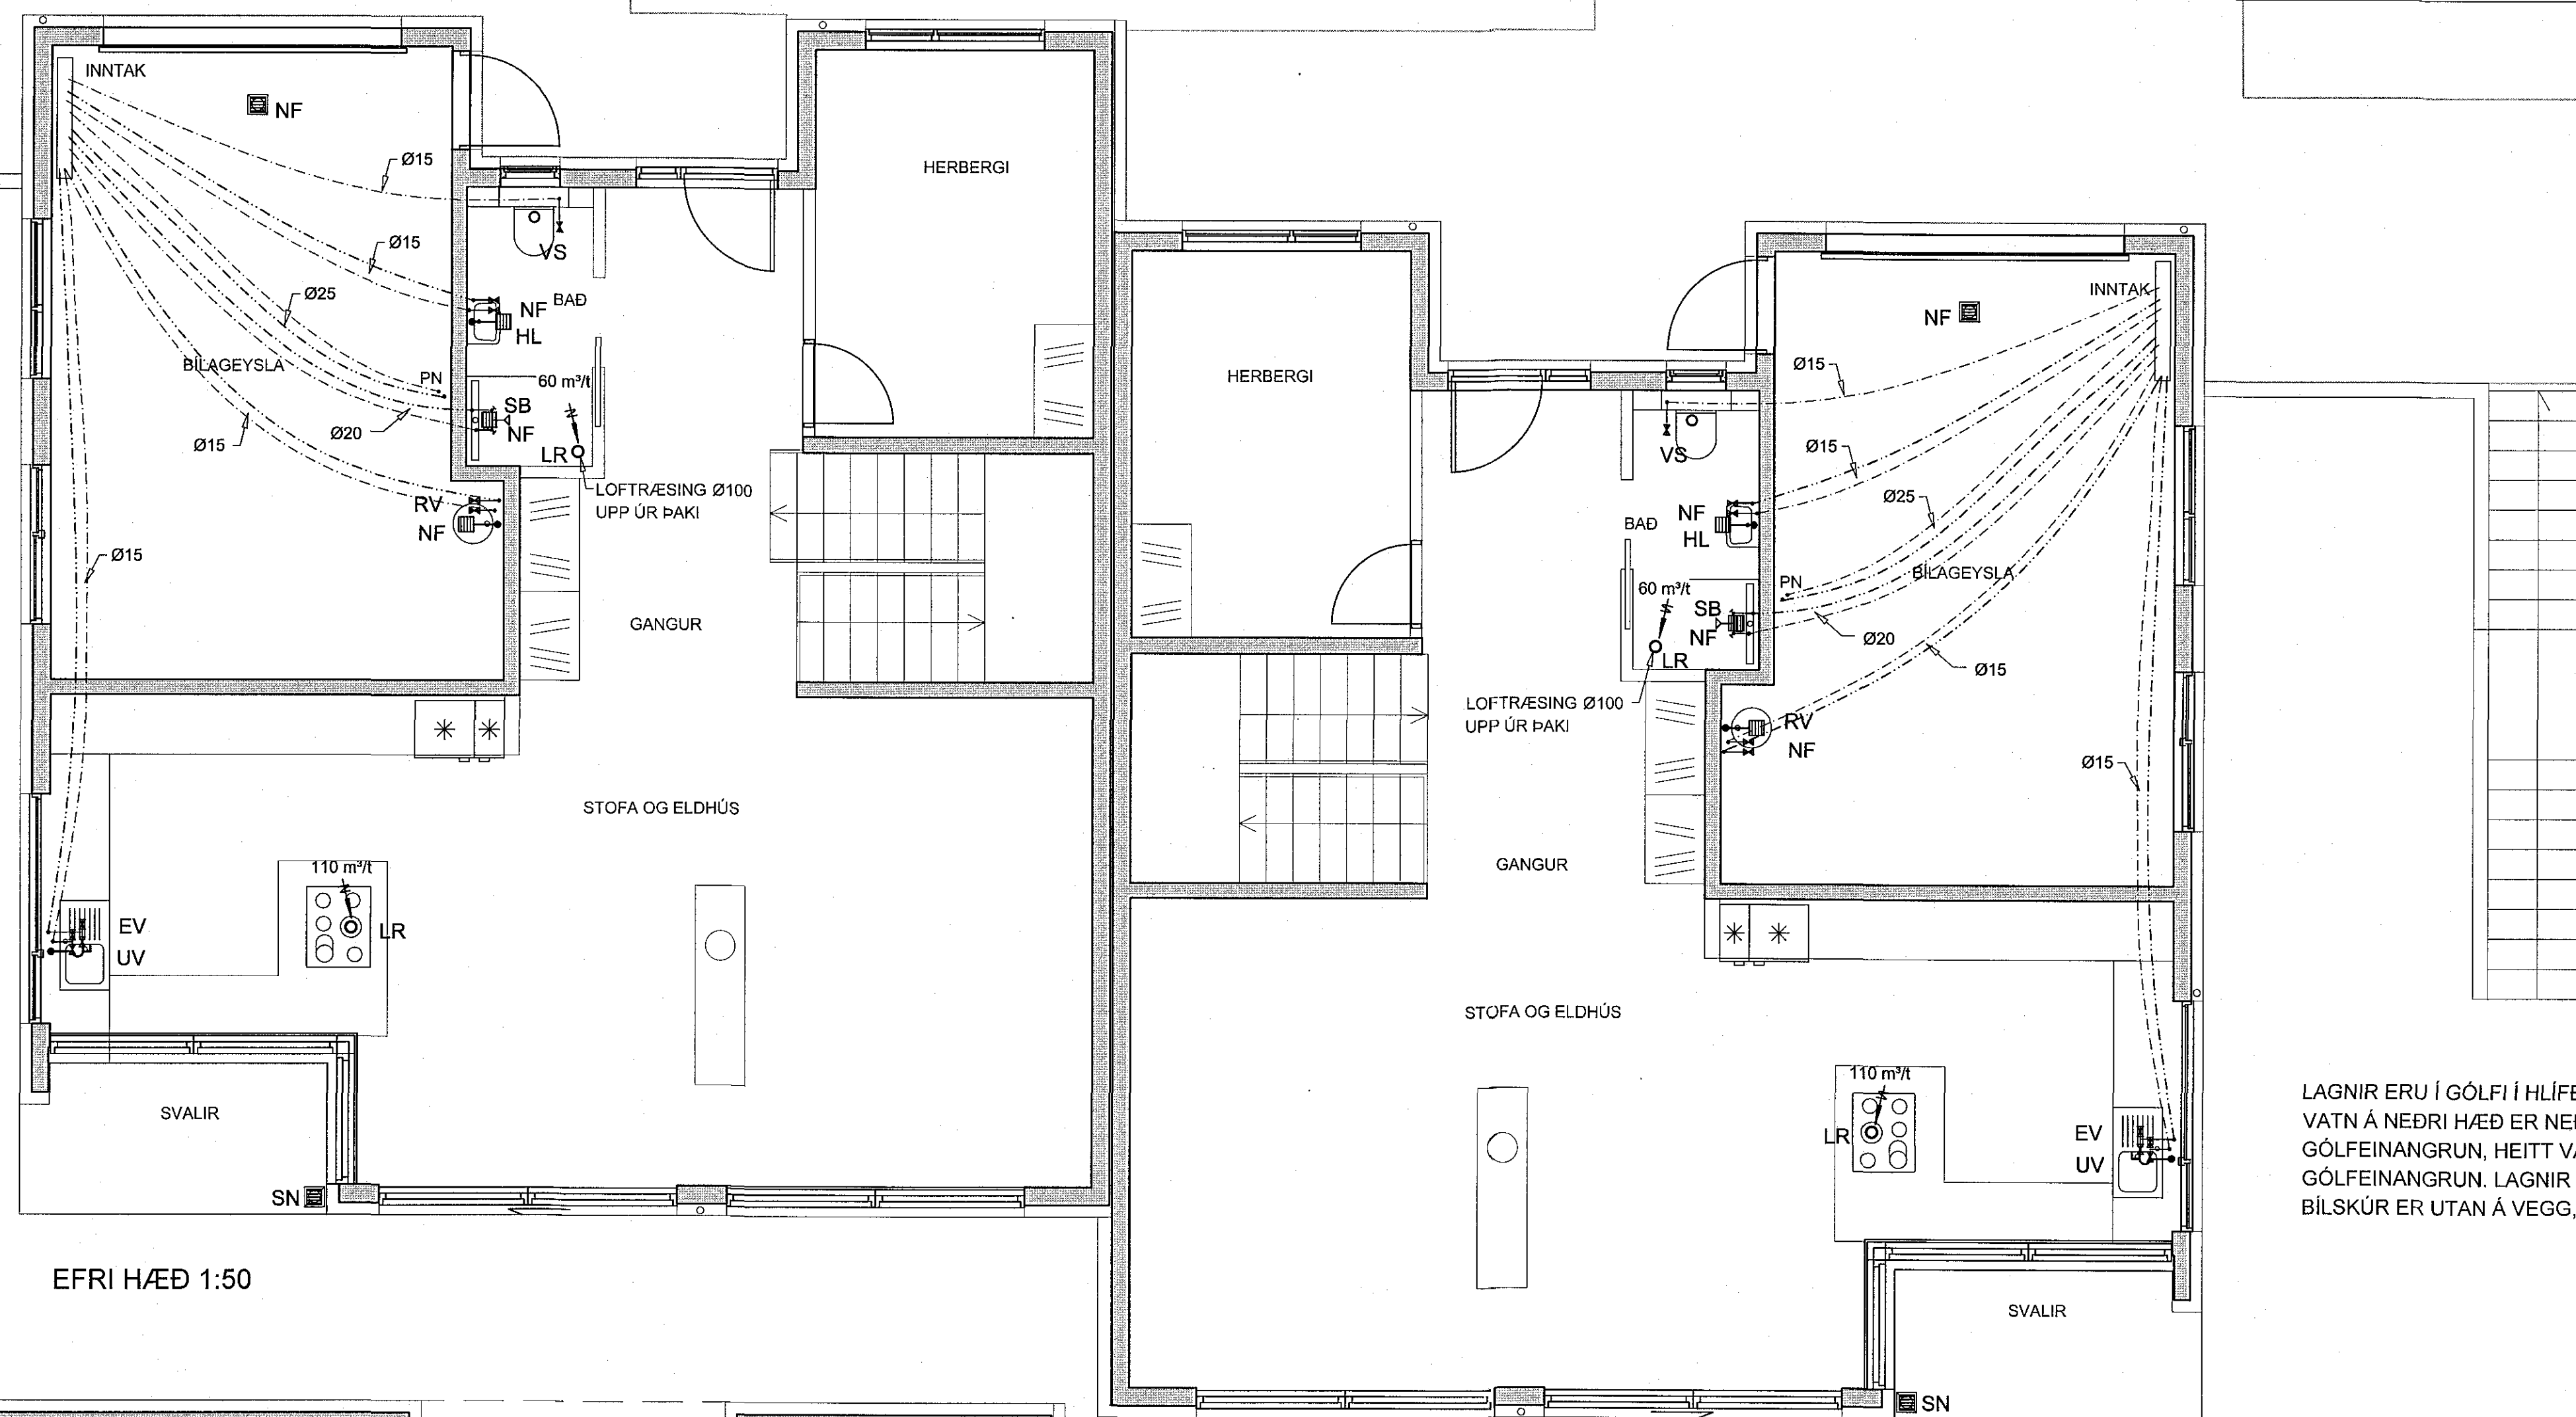 INNTAK
NF
Ø15
Ø15
Ø25
BÍLAGEYSLA
PN
Ø15
Ø20
Ø15
VS
NF
BAÐ
HL
60 m³/t
SB
NF
LR
LOFTRÆSING Ø100
UPP ÚR ÞAKI
RV
NF
HERBERGI
GANGUR
STOFA OG ELDHÚS
110 m³/t
LR
EV
UV
SVALIR
SN
EFRI HÆÐ 1:50
HERBERGI
INNTAK
NF
Ø15
Ø15
Ø25
BÍLAGEYSLA
PN
Ø20
Ø15
Ø15
VS
NF
HL
BAÐ
60 m³/t
SB
NF
LR
LOFTRÆSING Ø100
UPP ÚR ÞAKI
RV
NF
GANGUR
STOFA OG ELDHÚS
110 m³/t
LR
EV
UV
SVALIR
SN
LAGNIR ERU Í GÓLFI Í
VATN Á NEÐRI HÆÐ ER
GÓLFEINANGRUN, HEITT
GÓLFEINANGRUN. LAGNIR
BÍLSKÚR ER UTAN Á VEGG,